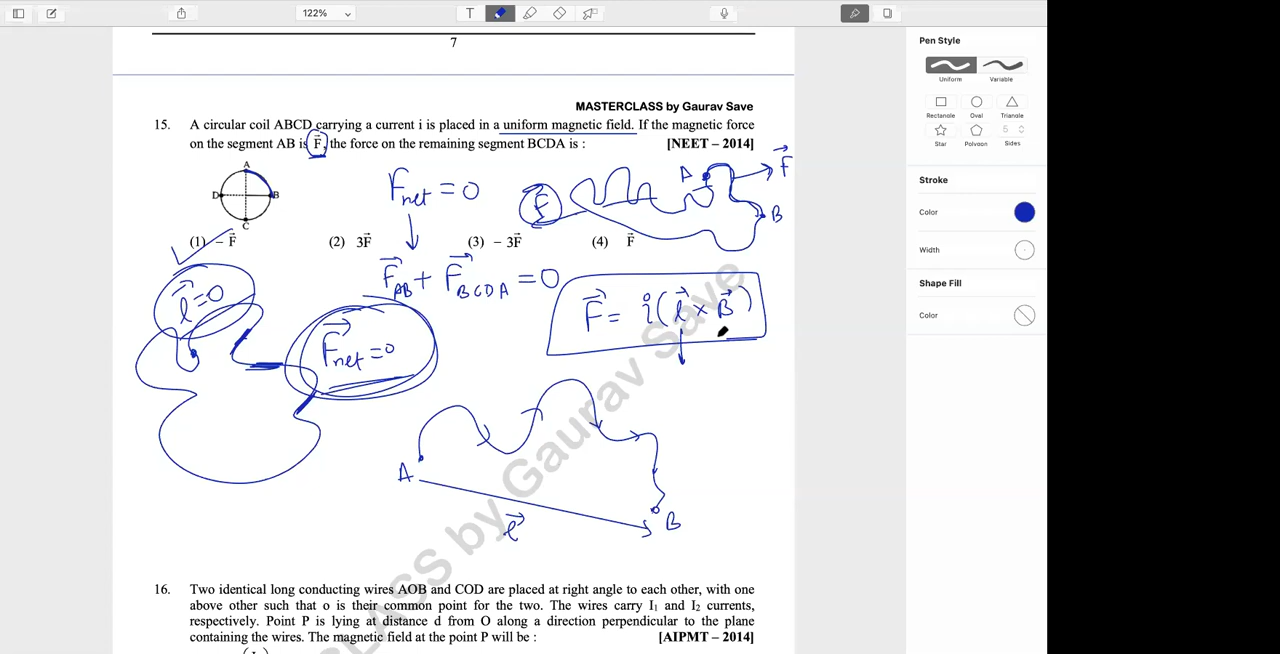 122%
T
7
MASTERCLASS by Gaurav Save
15. A circular coil ABCD carrying a current i is placed in a uniform magnetic field. If the magnetic force
on the segment AB is F⃗, the force on the remaining segment BCDA is : [NEET – 2014]
A
D B
C
F⃗net = 0
F
A
F⃗
B
(1) – F⃗ (2) 3F⃗ (3) – 3F⃗ (4) F⃗
F⃗AB + F⃗BCDA = 0
l⃗ = 0
F⃗ = i(l⃗ × B⃗)
F⃗net = 0
A
l⃗
B
MASTERCLASS by Gaurav Save
16. Two identical long conducting wires AOB and COD are placed at right angle to each other, with one
above other such that o is their common point for the two. The wires carry I₁ and I₂ currents,
respectively. Point P is lying at distance d from O along a direction perpendicular to the plane
containing the wires. The magnetic field at the point P will be : [AIPMT – 2014]
Pen Style
Uniform Variable
Rectangle Oval Triangle
5
Star Polygon Sides
Stroke
Color
Width
Shape Fill
Color